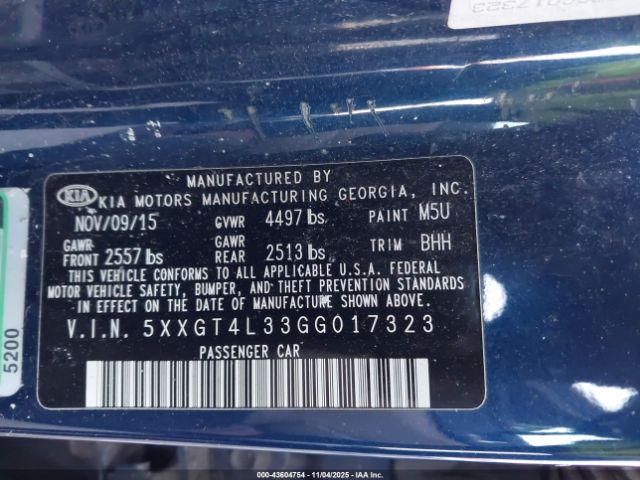 MANUFACTURED BY
KIA KIA MOTORS MANUFACTURING GEORGIA, INC.
NOV/09/15 GVWR 4497 lbs PAINT M5U
GAWR FRONT 2557 lbs GAWR REAR 2513 lbs TRIM BHH
THIS VEHICLE CONFORMS TO ALL APPLICABLE U.S.A. FEDERAL
MOTOR VEHICLE SAFETY, BUMPER, AND THEFT PREVENTION STANDARDS
IN EFFECT ON THE DATE OF MANUFACTURE SHOWN ABOVE.
V.I.N. 5XXGT4L33GG017323
PASSENGER CAR
5200
000-43604754 - 11/04/2025 - IAAI, Inc.